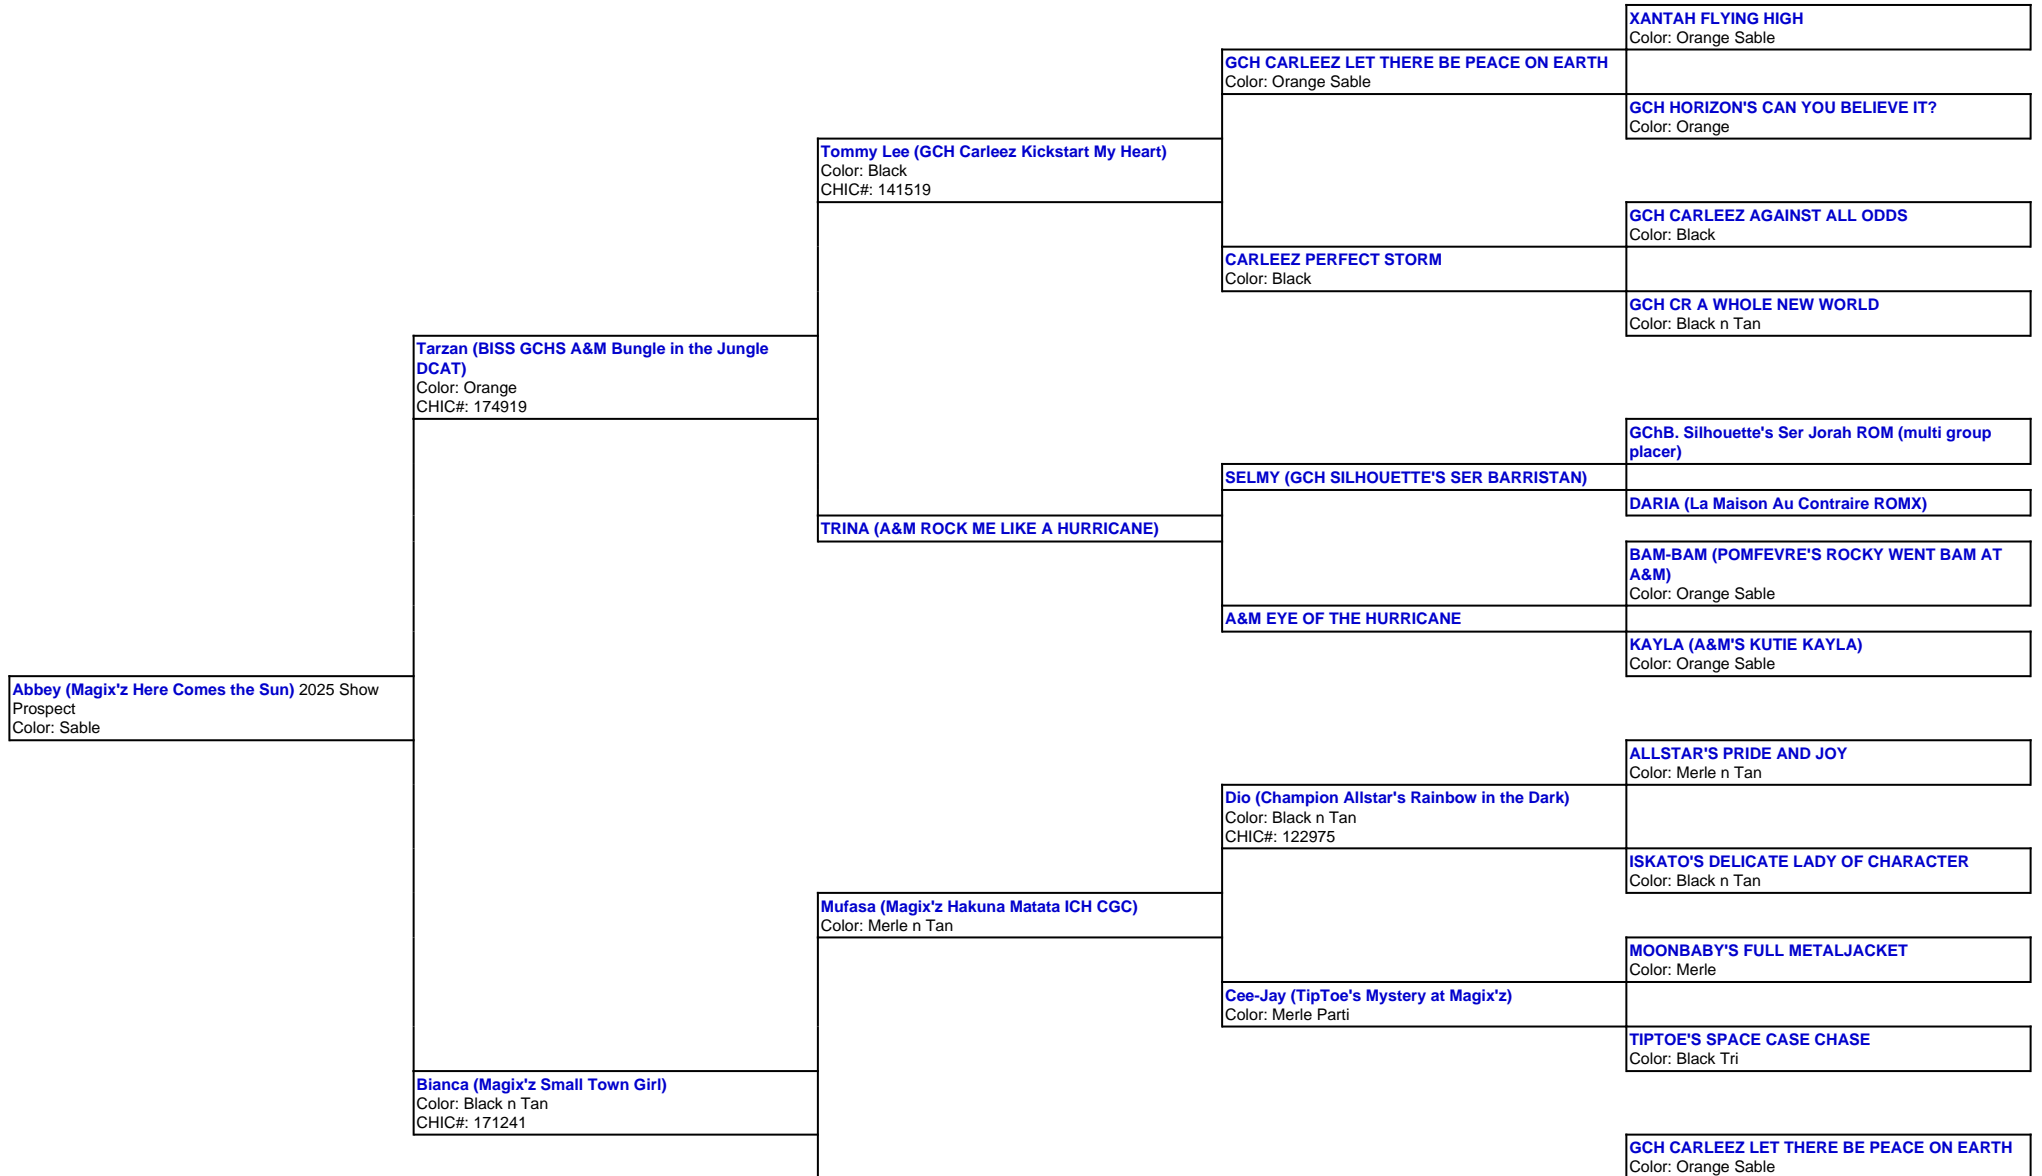 XANTAH FLYING HIGH
Color: Orange Sable
GCH CARLEEZ LET THERE BE PEACE ON EARTH
Color: Orange Sable
GCH HORIZON'S CAN YOU BELIEVE IT?
Color: Orange
Tommy Lee (GCH Carleez Kickstart My Heart)
Color: Black
CHIC#: 141519
GCH CARLEEZ AGAINST ALL ODDS
Color: Black
CARLEEZ PERFECT STORM
Color: Black
GCH CR A WHOLE NEW WORLD
Color: Black n Tan
Tarzan (BISS GCHS A&M Bungle in the Jungle
DCAT)
Color: Orange
CHIC#: 174919
GChB. Silhouette's Ser Jorah ROM (multi group
placer)
SELMY (GCH SILHOUETTE'S SER BARRISTAN)
DARIA (La Maison Au Contraire ROMX)
TRINA (A&M ROCK ME LIKE A HURRICANE)
BAM-BAM (POMFEVRE'S ROCKY WENT BAM AT
A&M)
Color: Orange Sable
A&M EYE OF THE HURRICANE
KAYLA (A&M'S KUTIE KAYLA)
Color: Orange Sable
Abbey (Magix'z Here Comes the Sun) 2025 Show
Prospect
Color: Sable
ALLSTAR'S PRIDE AND JOY
Color: Merle n Tan
Dio (Champion Allstar's Rainbow in the Dark)
Color: Black n Tan
CHIC#: 122975
ISKATO'S DELICATE LADY OF CHARACTER
Color: Black n Tan
Mufasa (Magix'z Hakuna Matata ICH CGC)
Color: Merle n Tan
MOONBABY'S FULL METALJACKET
Color: Merle
Cee-Jay (TipToe's Mystery at Magix'z)
Color: Merle Parti
TIPTOE'S SPACE CASE CHASE
Color: Black Tri
Bianca (Magix'z Small Town Girl)
Color: Black n Tan
CHIC#: 171241
GCH CARLEEZ LET THERE BE PEACE ON EARTH
Color: Orange Sable